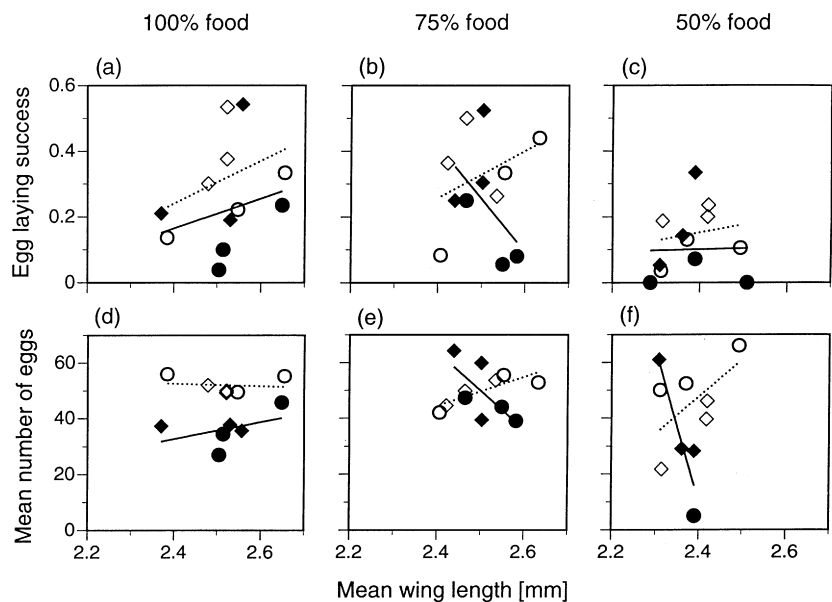 100% food 75% food 50% food
(a) (b) (c)
Egg laying success
0.6
0.4
0.2
0
(d) (e) (f)
Mean number of eggs
60
40
20
0
2.2 2.4 2.6 2.2 2.4 2.6 2.2 2.4 2.6
Mean wing length [mm]